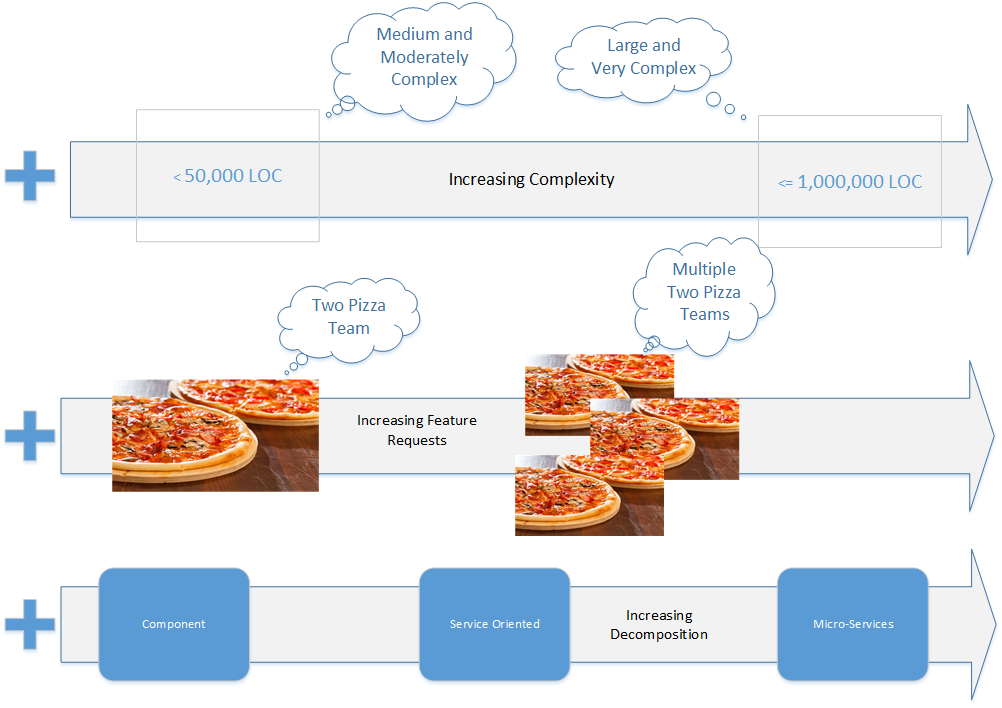 Medium and
Moderately
Complex
Large and
Very Complex
< 50,000 LOC
Increasing Complexity
<= 1,000,000 LOC
Two Pizza
Team
Multiple
Two Pizza
Teams
Increasing Feature
Requests
Component
Service Oriented
Increasing
Decomposition
Micro-Services